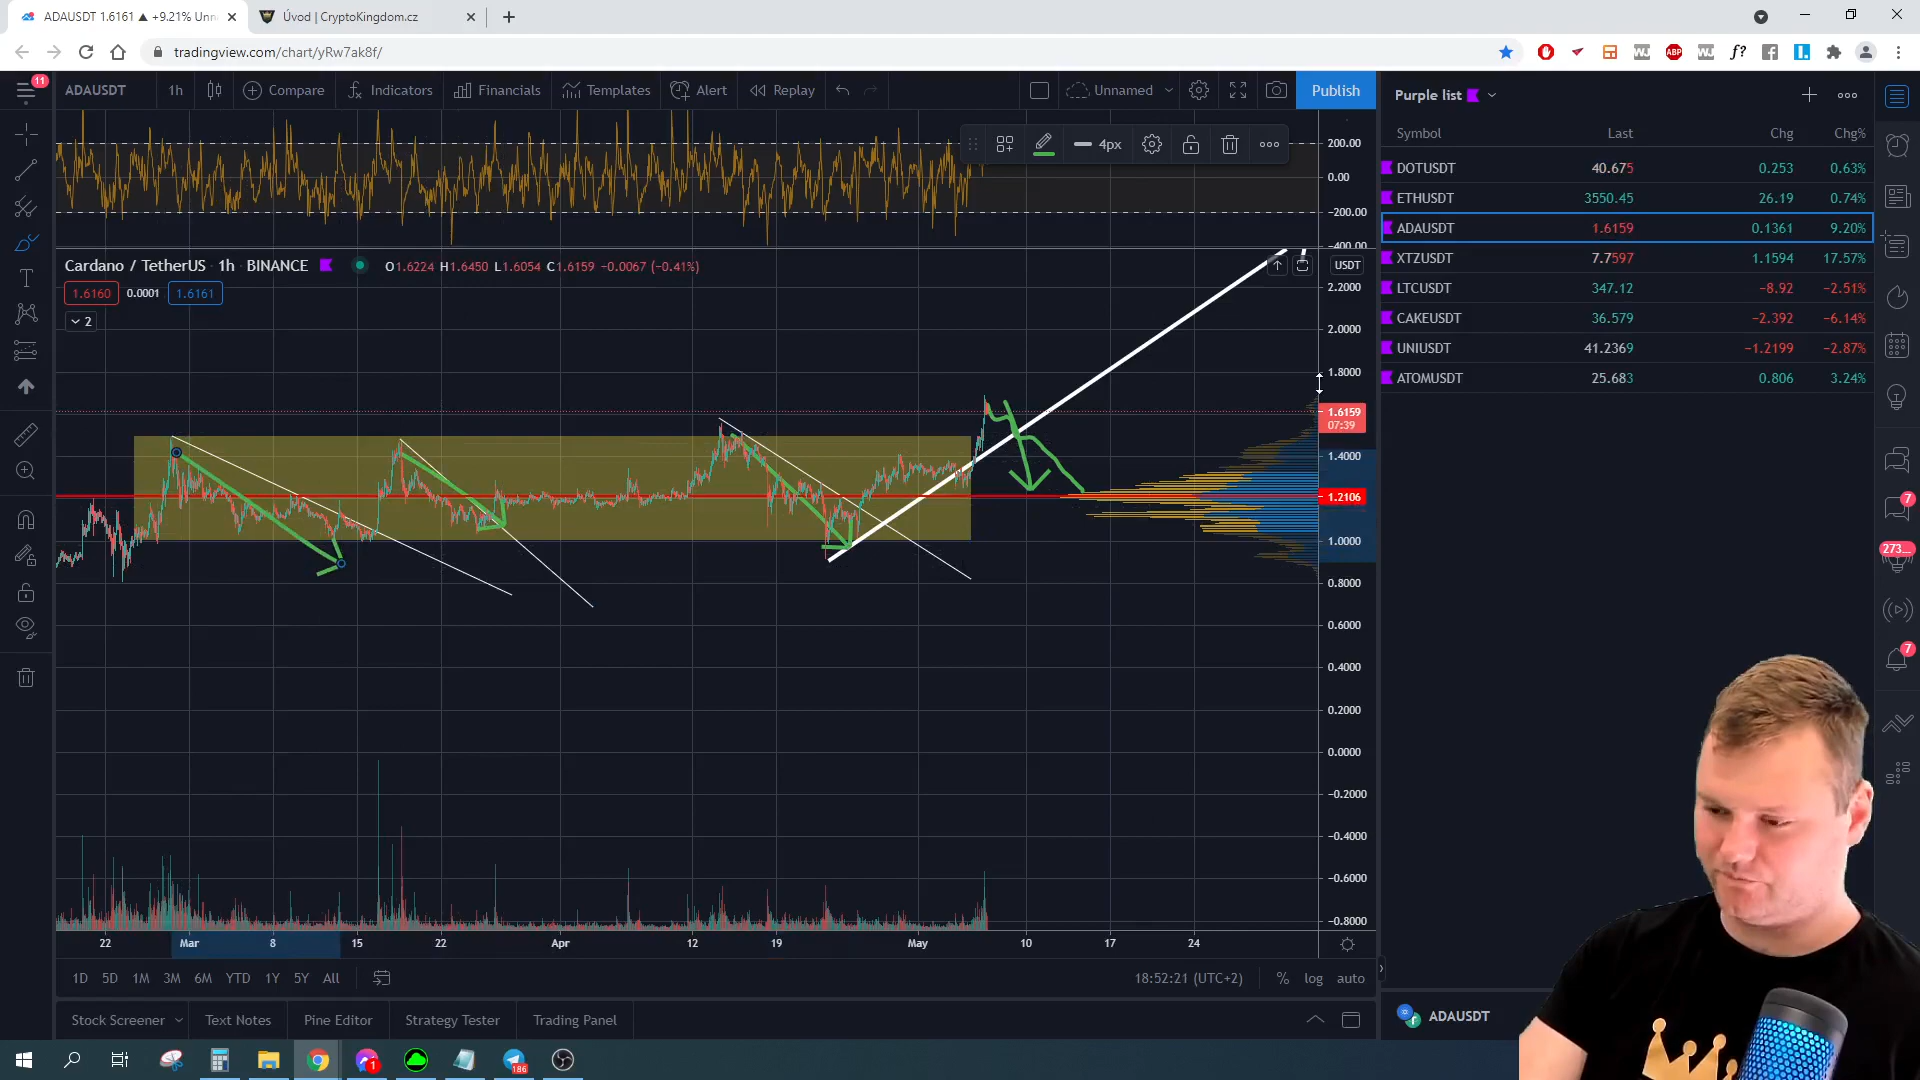 ADAUSDT 1.6161 ▲ +9.21% Unn
Úvod | CryptoKingdom.cz
tradingview.com/chart/yRw7ak8f/
11
ADAUSDT
1h
Compare
Indicators
Financials
Templates
Alert
Replay
Unnamed
Publish
4px
200.00
0.00
−200.00
−400.00
Cardano / TetherUS · 1h · BINANCE
O1.6224 H1.6450 L1.6054 C1.6159 −0.0067 (−0.41%)
1.6160 0.0001 1.6161
2
USDT
2.2000
2.0000
1.8000
1.6159
07:39
1.4000
1.2106
1.0000
0.8000
0.6000
0.4000
0.2000
0.0000
−0.2000
−0.4000
−0.6000
−0.8000
22 Mar 8 15 22 Apr 12 19 May 10 17 24
1D 5D 1M 3M 6M YTD 1Y 5Y All
18:52:21 (UTC+2) % log auto
Stock Screener Text Notes Pine Editor Strategy Tester Trading Panel
Purple list
Symbol Last Chg Chg%
DOTUSDT 40.675 0.253 0.63%
ETHUSDT 3550.45 26.19 0.74%
ADAUSDT 1.6159 0.1361 9.20%
XTZUSDT 7.7597 1.1594 17.57%
LTCUSDT 347.12 −8.92 −2.51%
CAKEUSDT 36.579 −2.392 −6.14%
UNIUSDT 41.2369 −1.2199 −2.87%
ATOMUSDT 25.683 0.806 3.24%
ADAUSDT
7
273...
7
ABP
f?
1
186